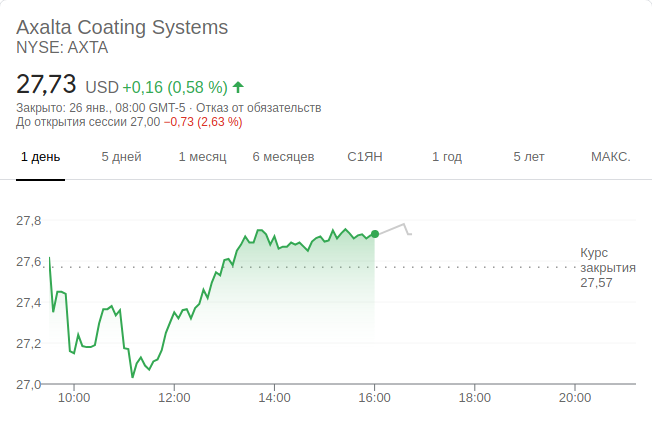 Axalta Coating Systems
NYSE: AXTA
27,73 USD +0,16 (0,58 %)
Закрыто: 26 янв., 08:00 GMT-5 · Отказ от обязательств
До открытия сессии 27,00 −0,73 (2,63 %)
1 день 5 дней 1 месяц 6 месяцев С1ЯН 1 год 5 лет МАКС.
27,8
27,6
27,4
27,2
27,0
Курс
закрытия
27,57
10:00 12:00 14:00 16:00 18:00 20:00